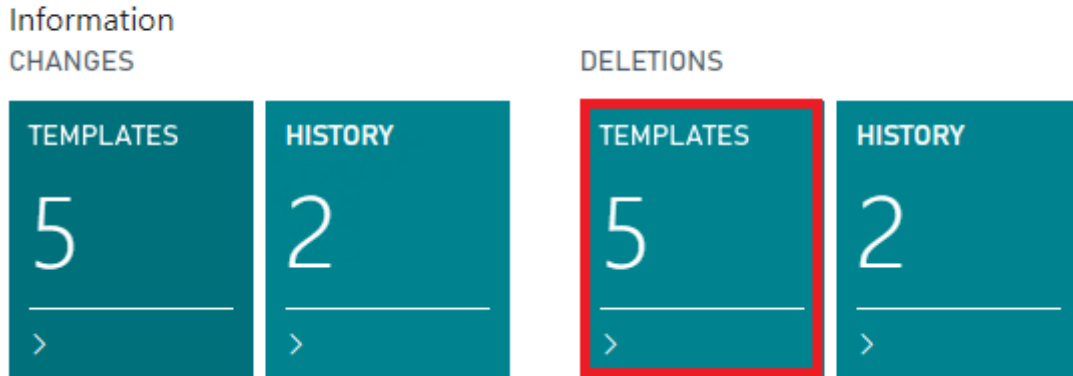 Information
CHANGES
TEMPLATES
5
HISTORY
2
DELETIONS
TEMPLATES
5
HISTORY
2